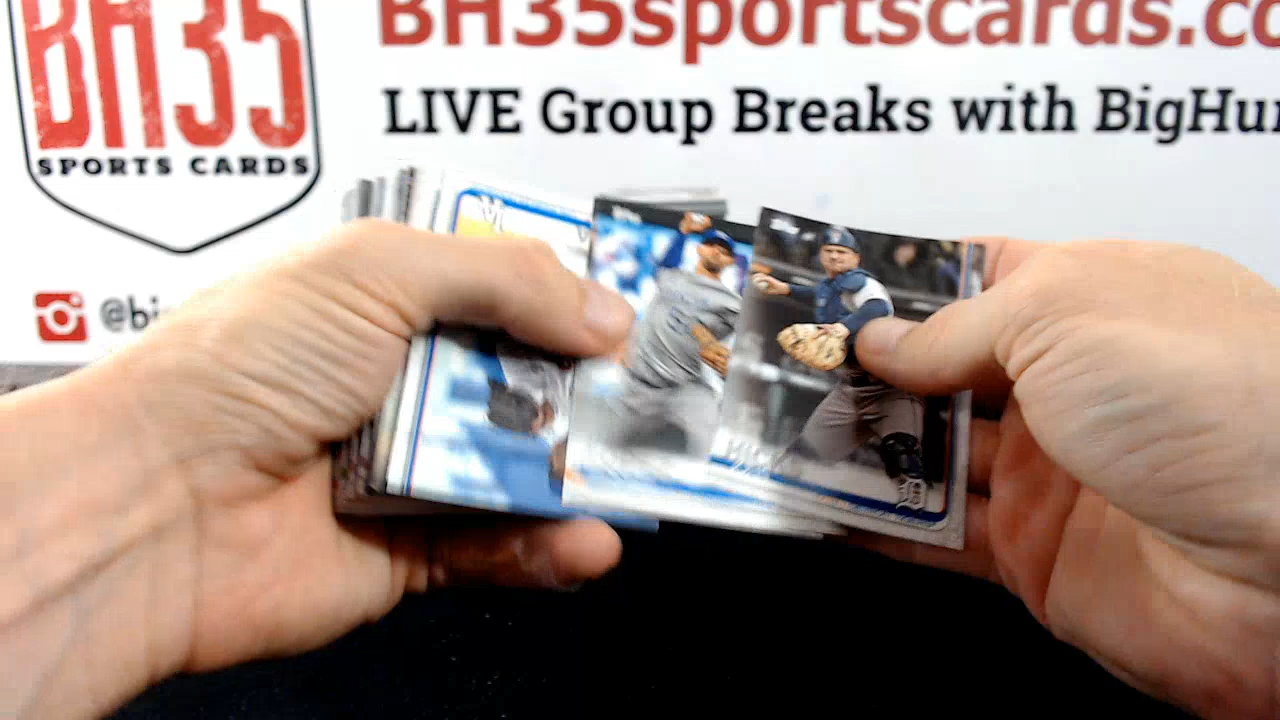 BH35
SPORTS CARDS
BH35sportscards.co
LIVE Group Breaks with BigHu
@bi